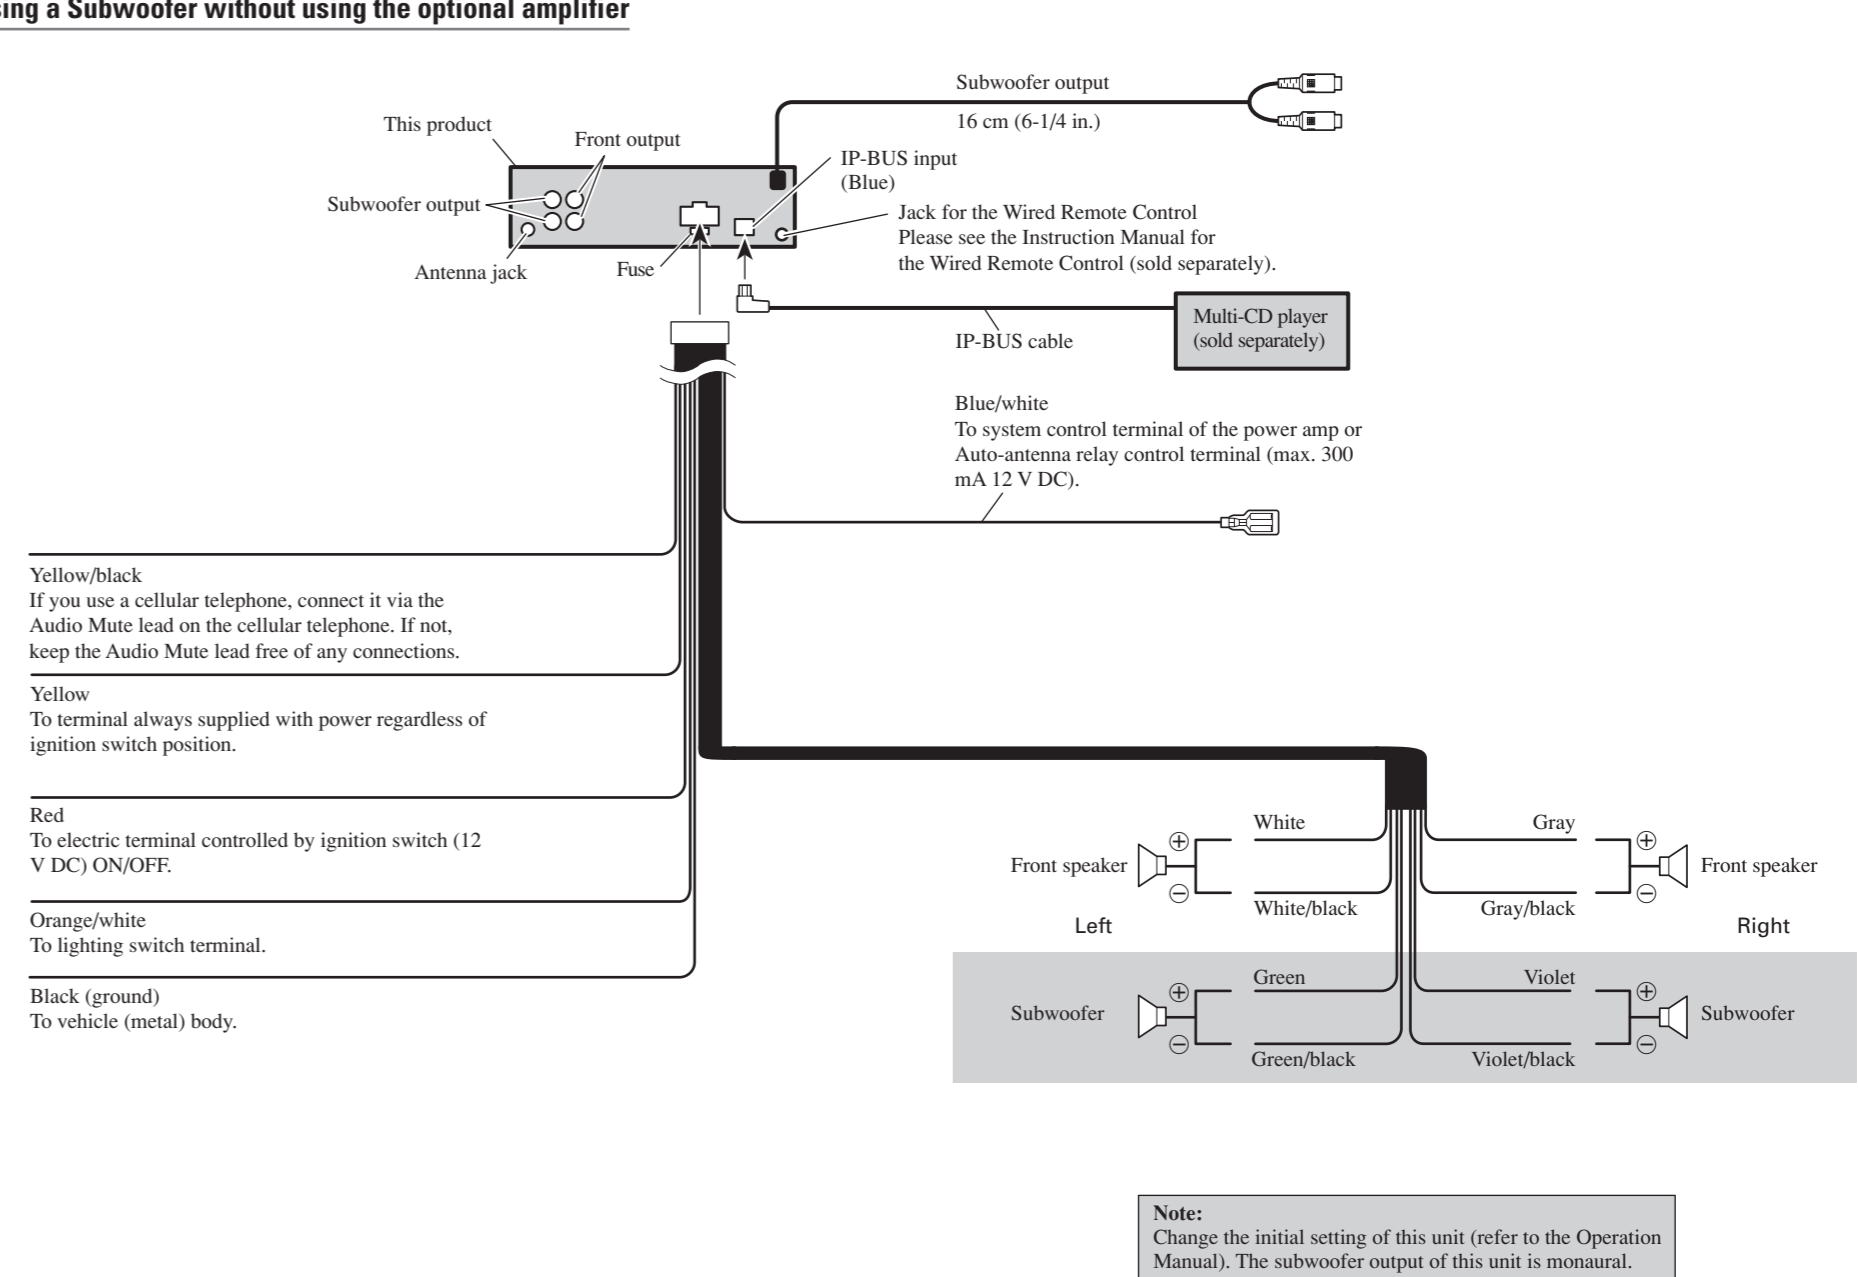 a Subwoofer without using the optional amplifier
Subwoofer output
16 cm (6-1/4 in.)
This product
Front output
IP-BUS input
(Blue)
Subwoofer output
Jack for the Wired Remote Control
Please see the Instruction Manual for
the Wired Remote Control (sold separately).
Antenna jack
Fuse
Multi-CD player
(sold separately)
IP-BUS cable
Blue/white
To system control terminal of the power amp or
Auto-antenna relay control terminal (max. 300
mA 12 V DC).
Yellow/black
If you use a cellular telephone, connect it via the
Audio Mute lead on the cellular telephone. If not,
keep the Audio Mute lead free of any connections.
Yellow
To terminal always supplied with power regardless of
ignition switch position.
Red
To electric terminal controlled by ignition switch (12
V DC) ON/OFF.
Orange/white
To lighting switch terminal.
Black (ground)
To vehicle (metal) body.
White
Gray
⊕
⊕
Front speaker
Front speaker
⊖
⊖
White/black
Gray/black
Left
Right
Green
Violet
⊕
⊕
Subwoofer
Subwoofer
⊖
⊖
Green/black
Violet/black
Note:
Change the initial setting of this unit (refer to the Operation
Manual). The subwoofer output of this unit is monaural.